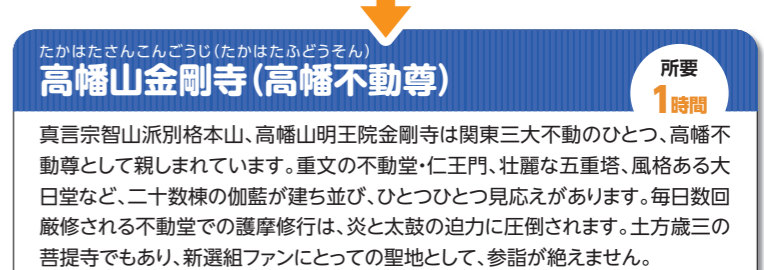 たかはたさんこんごうじ(たかはたふどうそん)
高幡山金剛寺(高幡不動尊)
所要
1時間
真言宗智山派別格本山、高幡山明王院金剛寺は関東三大不動のひとつ、高幡不
動尊として親しまれています。重文の不動堂・仁王門、壮麗な五重塔、風格ある大
日堂など、二十数棟の伽藍が建ち並び、ひとつひとつ見応えがあります。毎日数回
厳修される不動堂での護摩修行は、炎と太鼓の迫力に圧倒されます。土方歳三の
菩提寺でもあり、新選組ファンにとっての聖地として、参詣が絶えません。